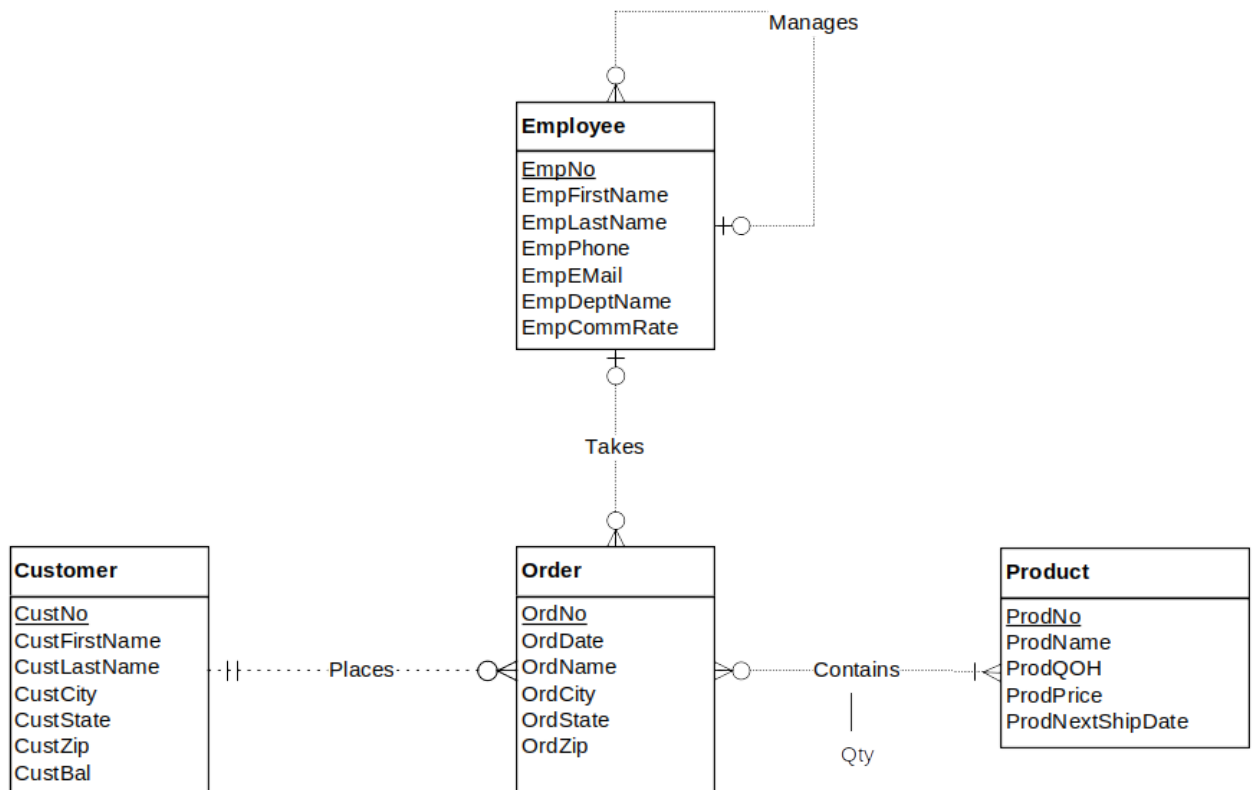 Manages
Employee
EmpNo
EmpFirstName
EmpLastName
EmpPhone
EmpEMail
EmpDeptName
EmpCommRate
Takes
Customer
CustNo
CustFirstName
CustLastName
CustCity
CustState
CustZip
CustBal
Places
Order
OrdNo
OrdDate
OrdName
OrdCity
OrdState
OrdZip
Contains
Qty
Product
ProdNo
ProdName
ProdQOH
ProdPrice
ProdNextShipDate